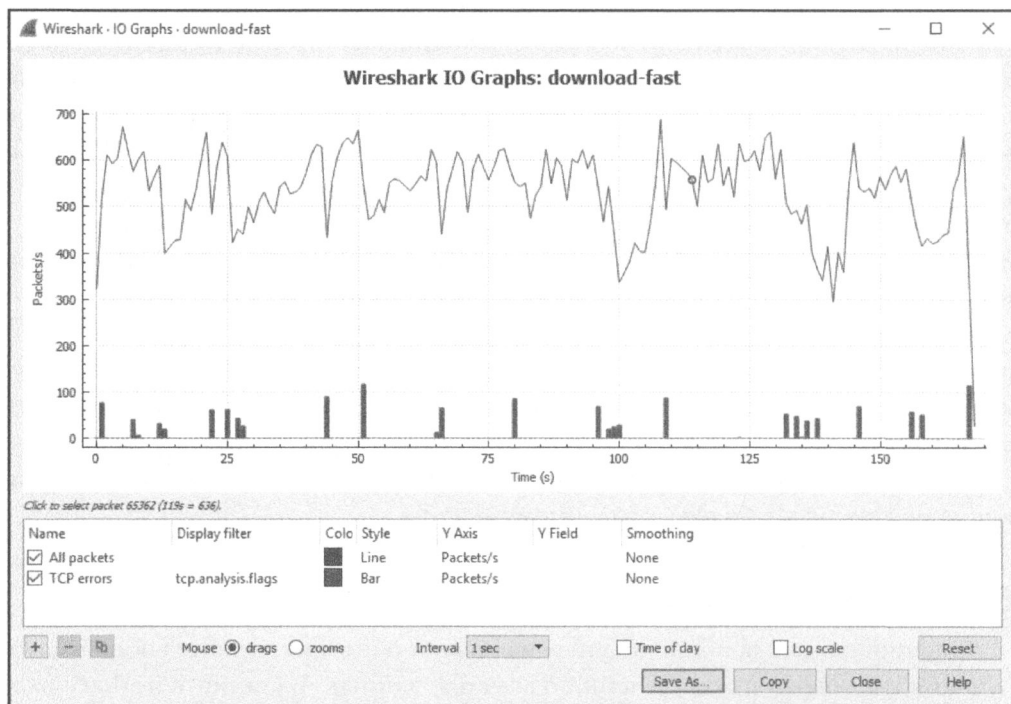 Wireshark · IO Graphs · download-fast
Wireshark IO Graphs: download-fast
700
600
500
400
300
200
100
0
Packets/s
0 25 50 75 100 125 150
Time (s)
Click to select packet 65362 (119s = 636).
Name Display filter Colo Style Y Axis Y Field Smoothing
All packets Line Packets/s None
TCP errors tcp.analysis.flags Bar Packets/s None
+ − Mouse drags zooms Interval 1 sec Time of day Log scale Reset
Save As... Copy Close Help